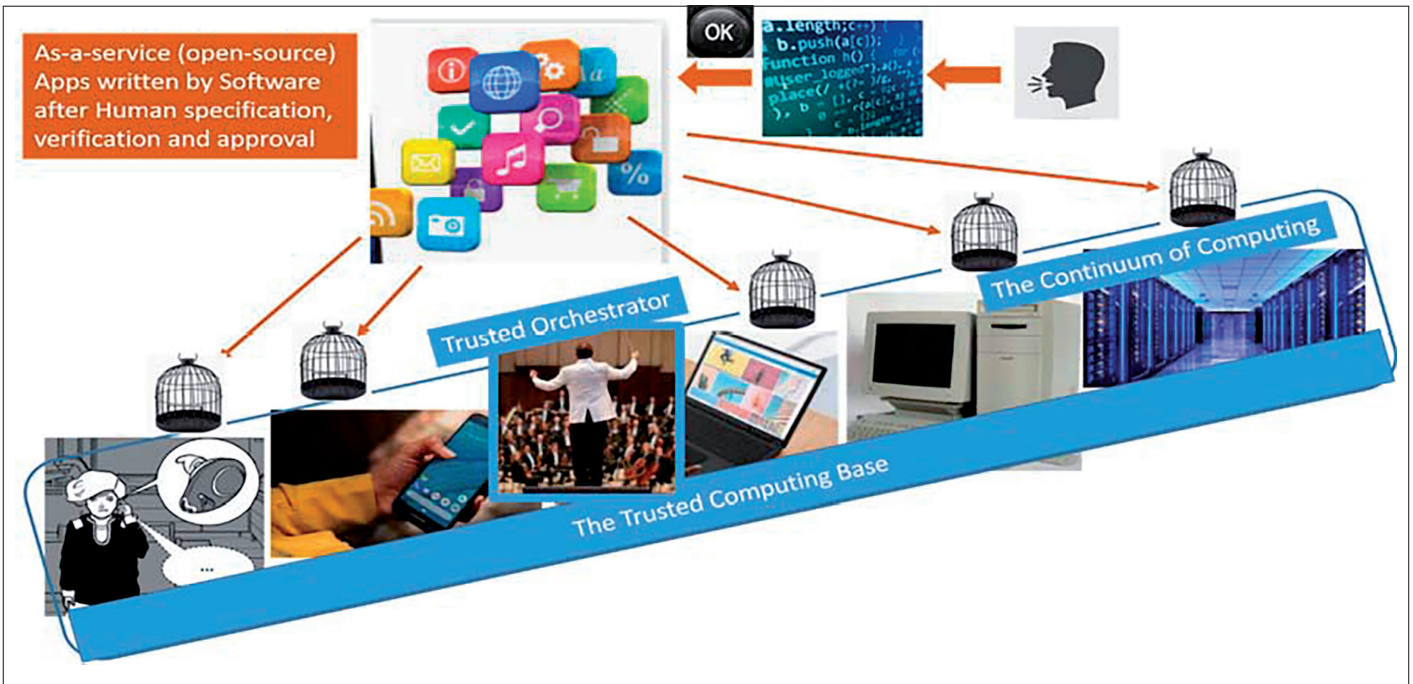 As-a-service (open-source)
Apps written by Software
after Human specification,
verification and approval
OK
a.length;c++) {
b.push(a[c]);
Function h()
Aa
%
The Continuum of Computing
Trusted Orchestrator
The Trusted Computing Base
...